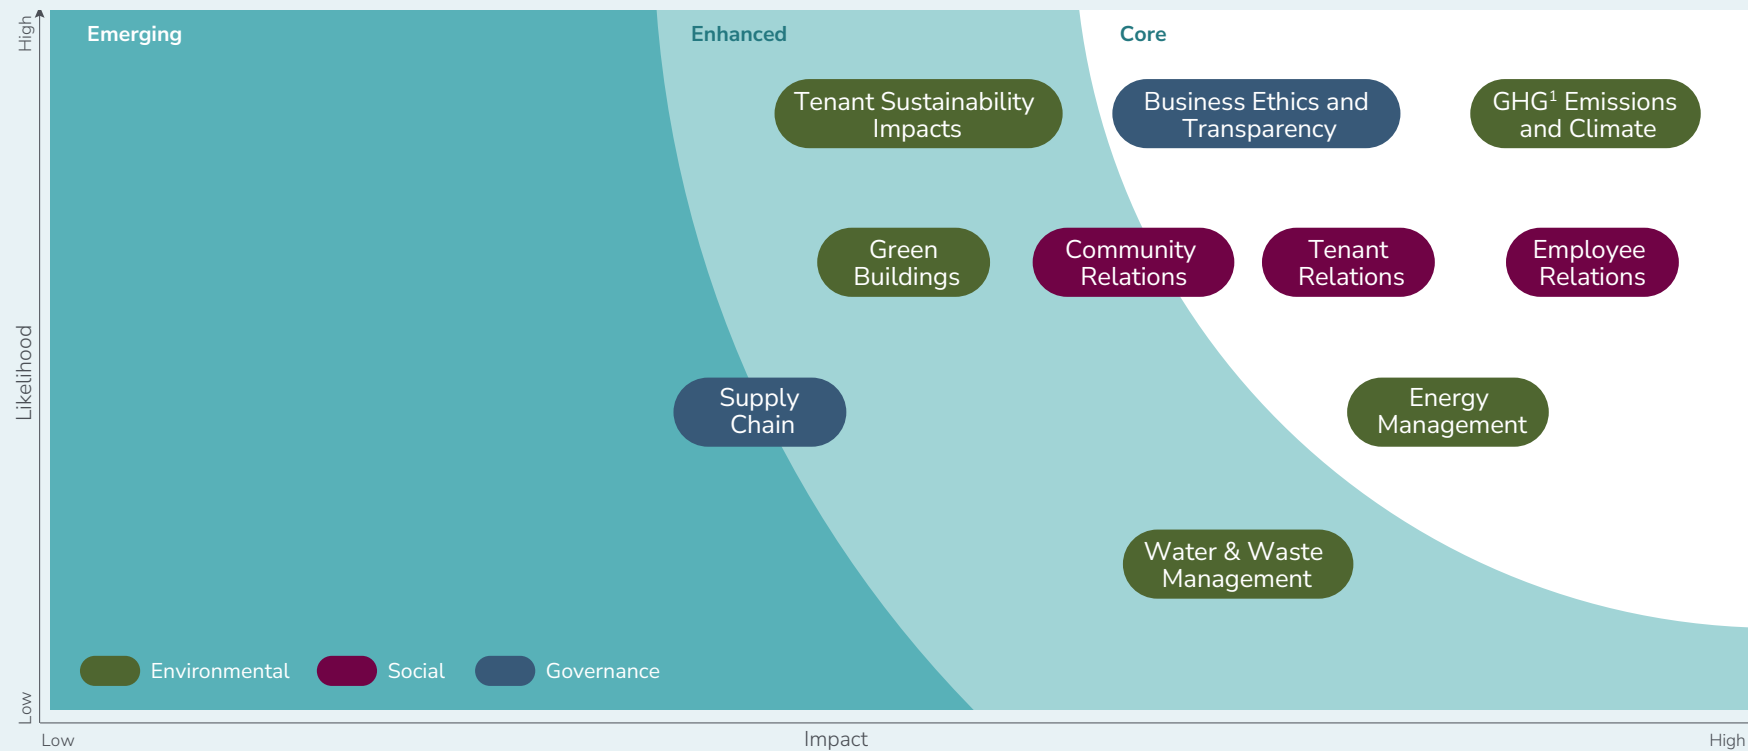 High
Emerging
Enhanced
Core
Tenant Sustainability
Impacts
Business Ethics and
Transparency
GHG¹ Emissions
and Climate
Green
Buildings
Community
Relations
Tenant
Relations
Employee
Relations
Likelihood
Supply
Chain
Energy
Management
Water & Waste
Management
Environmental
Social
Governance
Low
Low
Impact
High